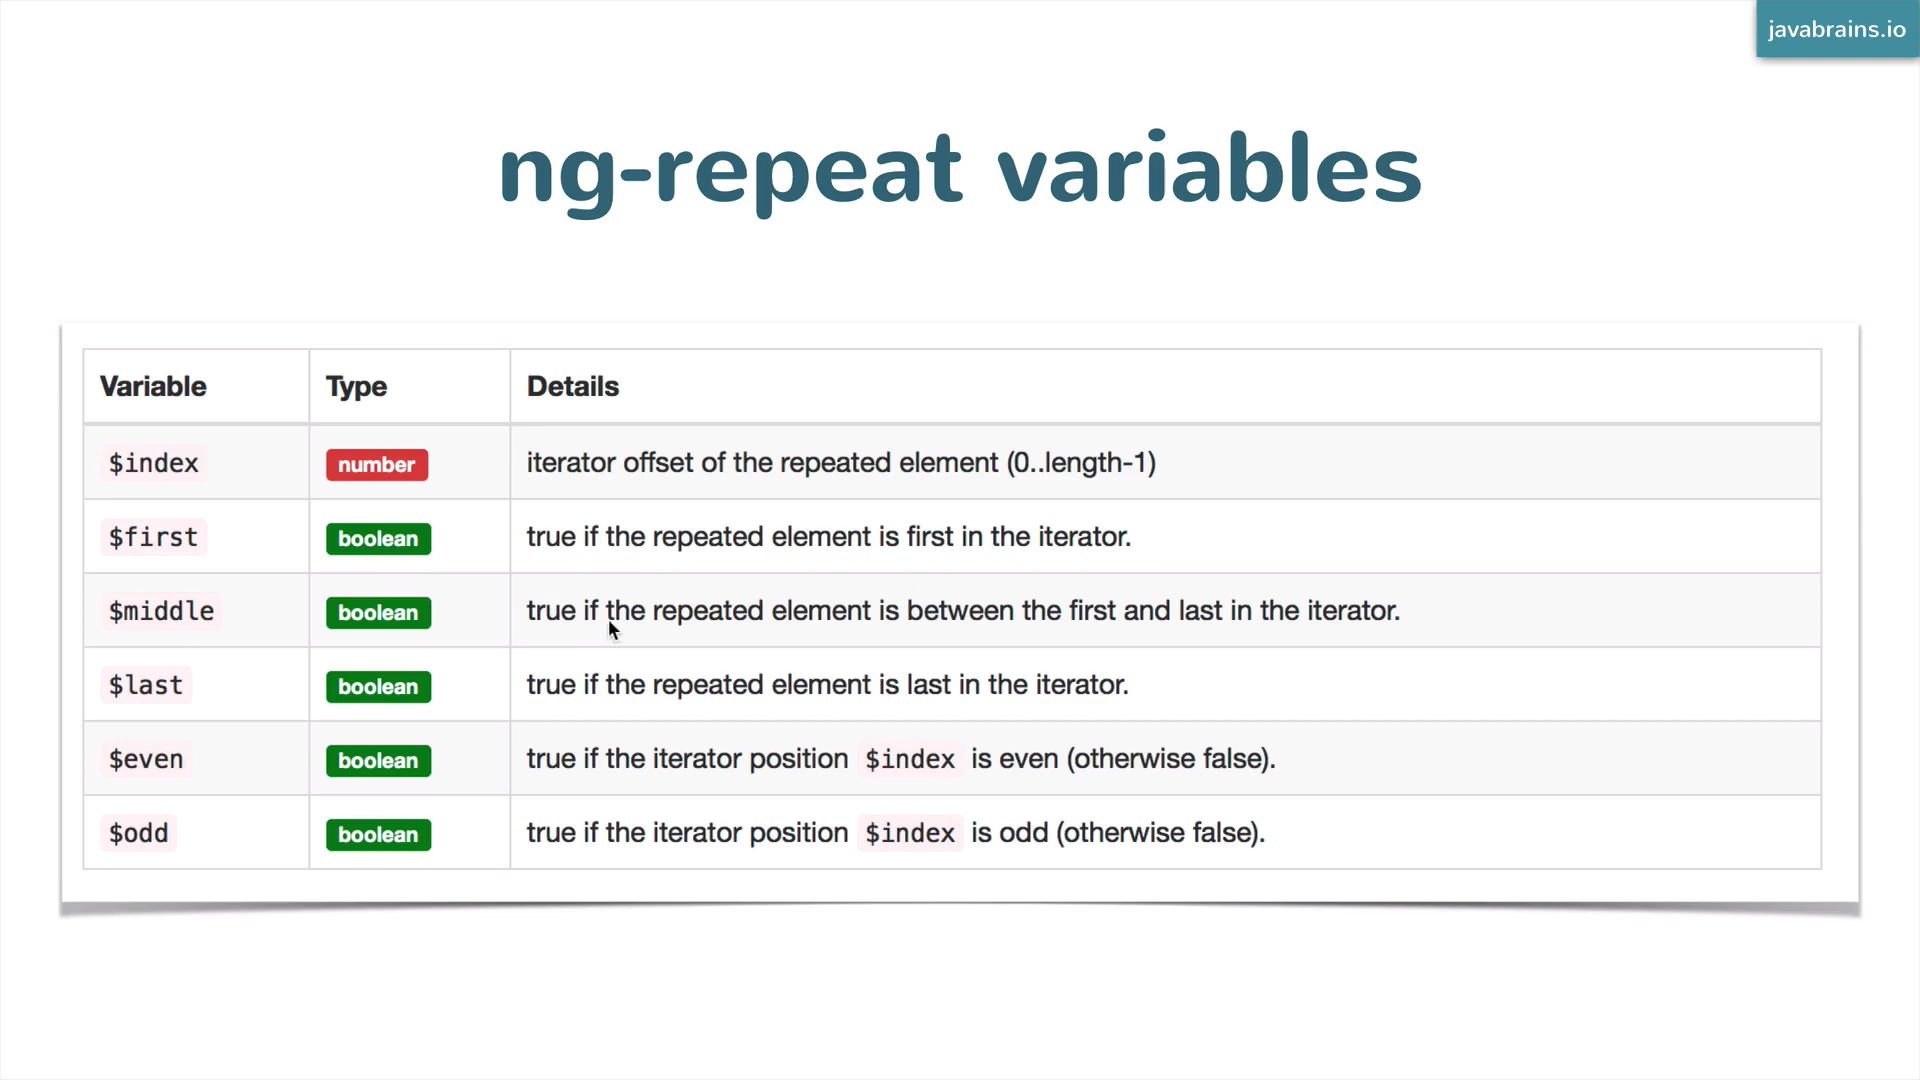 javabrains.io
ng-repeat variables
Variable Type Details
$index number iterator offset of the repeated element (0..length-1)
$first boolean true if the repeated element is first in the iterator.
$middle boolean true if the repeated element is between the first and last in the iterator.
$last boolean true if the repeated element is last in the iterator.
$even boolean true if the iterator position $index is even (otherwise false).
$odd boolean true if the iterator position $index is odd (otherwise false).